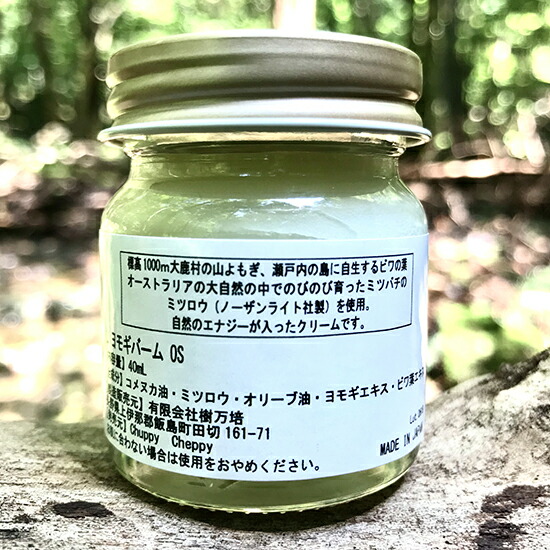 標高1000m大鹿村の山よもぎ、瀬戸内の島に自生するビワの葉
オーストラリアの大自然の中でのびのび育ったミツバチの
ミツロウ（ノーザンライト社製）を使用。
自然のエナジーが入ったクリームです。
ヨモギバーム OS
容量】40mL
コメヌカ油・ミツロウ・オリーブ油・ヨモギエキス・ビワ葉エキ
販売元】有限会社樹万培
上伊那郡飯島町田切 161-71
売元】Chuppy Cheppy
に合わない場合は使用をおやめください。
Lot
MADE IN JAPAN